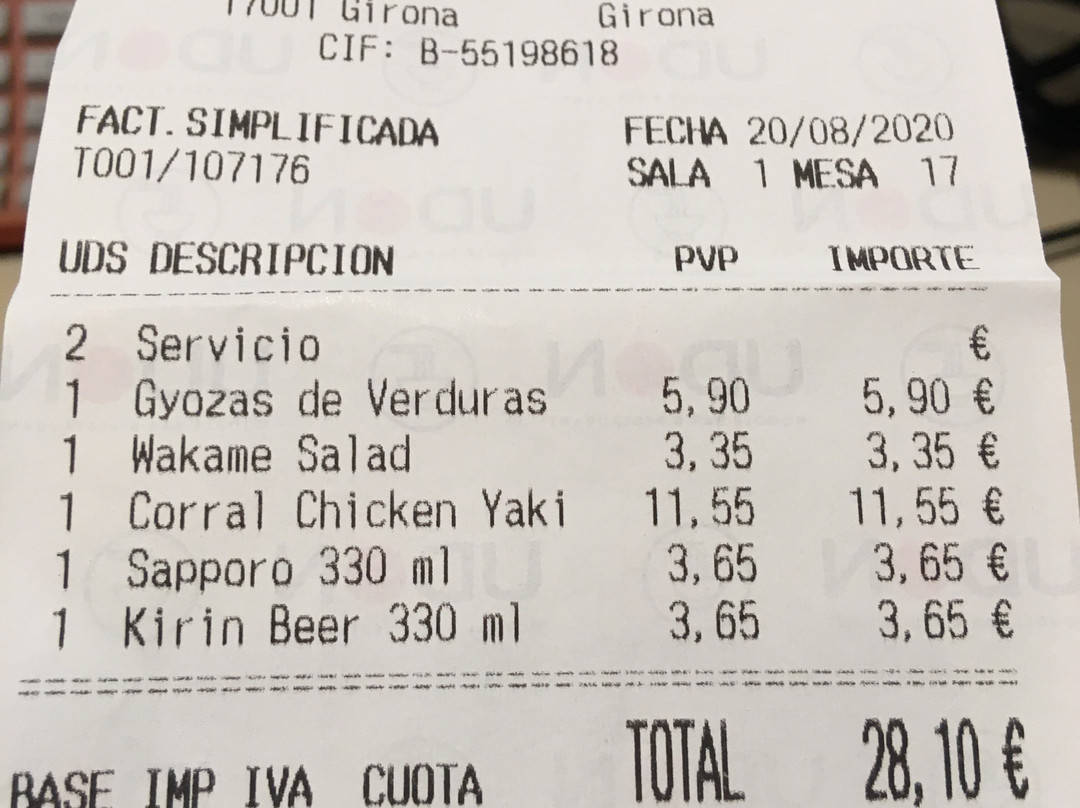 17001 Girona Girona
CIF: B-55198618
FACT. SIMPLIFICADA FECHA 20/08/2020
T001/107176 SALA 1 MESA 17
UDS DESCRIPCION PVP IMPORTE
2 Servicio €
1 Gyozas de Verduras 5,90 5,90 €
1 Wakame Salad 3,35 3,35 €
1 Corral Chicken Yaki 11,55 11,55 €
1 Sapporo 330 ml 3,65 3,65 €
1 Kirin Beer 330 ml 3,65 3,65 €
TOTAL 28,10 €
BASE IMP IVA CUOTA